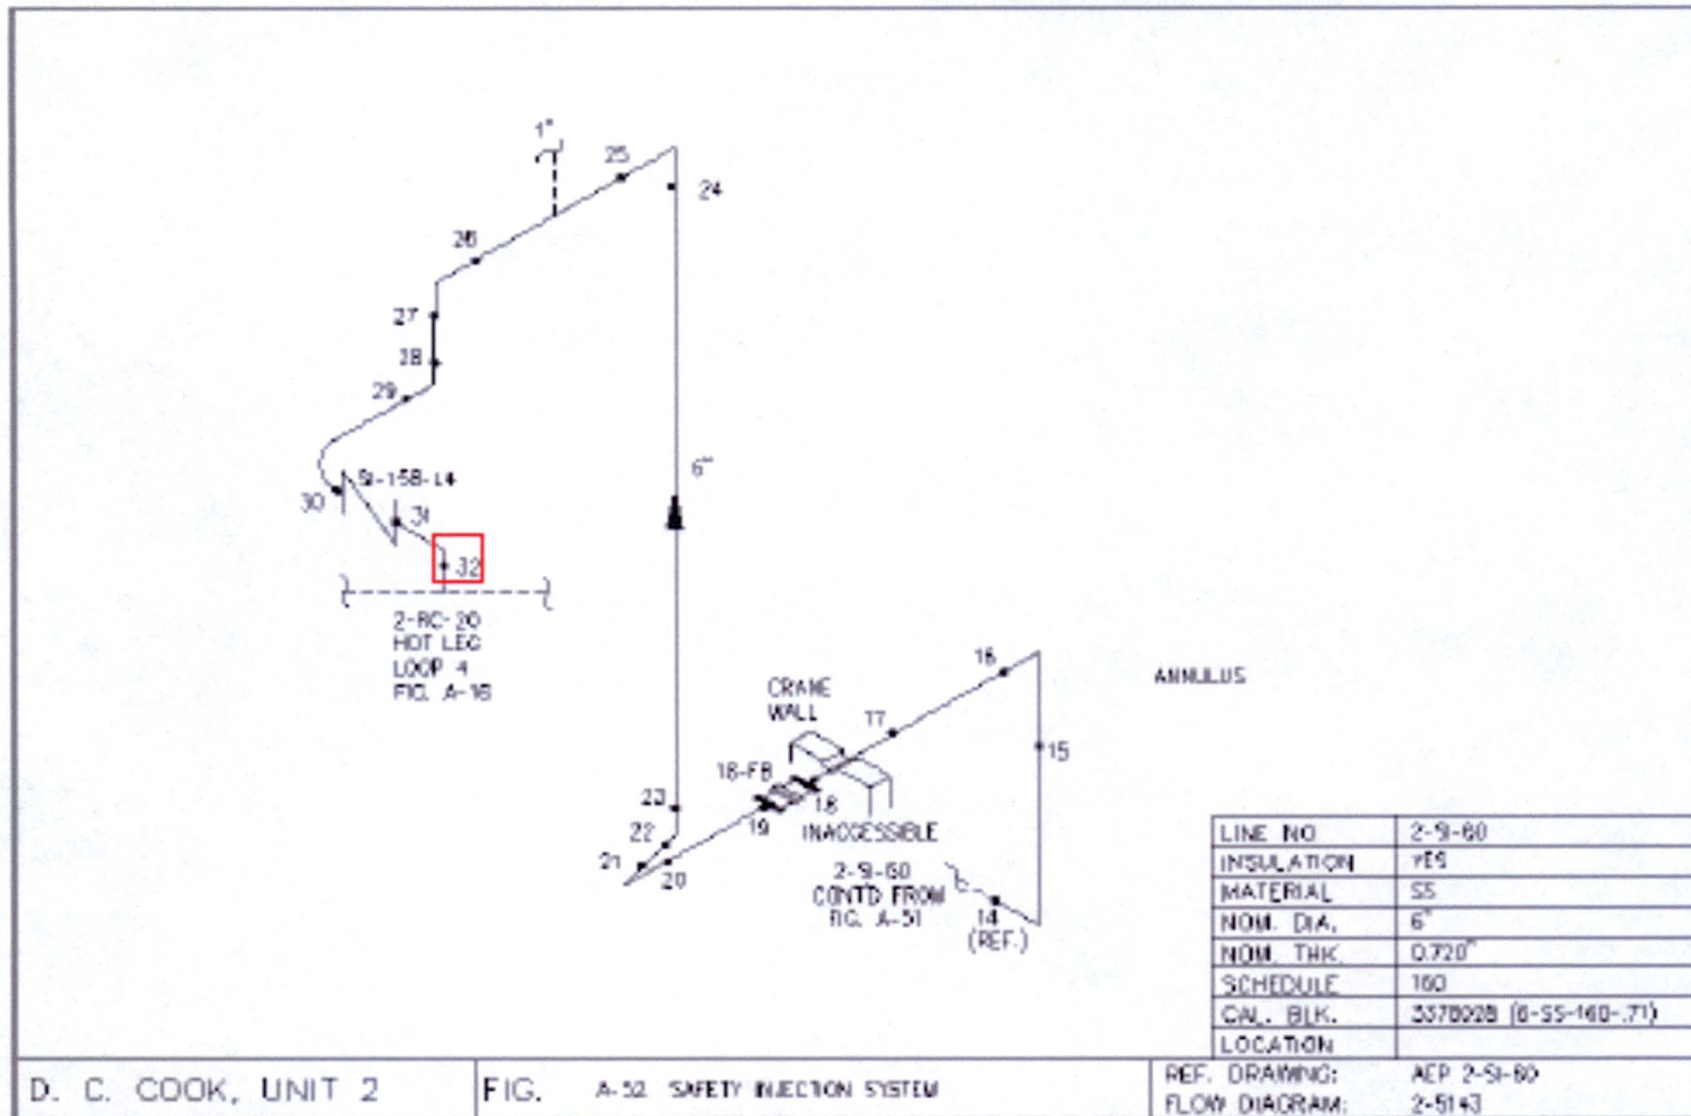 1"
25
24
26
27
28
29
6"
SI-158-L4
30
31
32
2-RC-20
HOT LEG
LOOP 4
FIG. A-16
16
ANNULUS
CRANE
WALL
17
15
18-FB
23
18
19
INACCESSIBLE
22
21
20
2-SI-60
CONT'D FROM
FIG. A-51
14
(REF.)
LINE NO 2-SI-60
INSULATION YES
MATERIAL SS
NOM. DIA. 6"
NOM. THK. 0.720"
SCHEDULE 160
CAL. BLK.
LOCATION
D. C. COOK, UNIT 2
FIG. A-52 SAFETY INJECTION SYSTEM
REF. DRAWING: AEP 2-SI-60
FLOW DIAGRAM: 2-5143